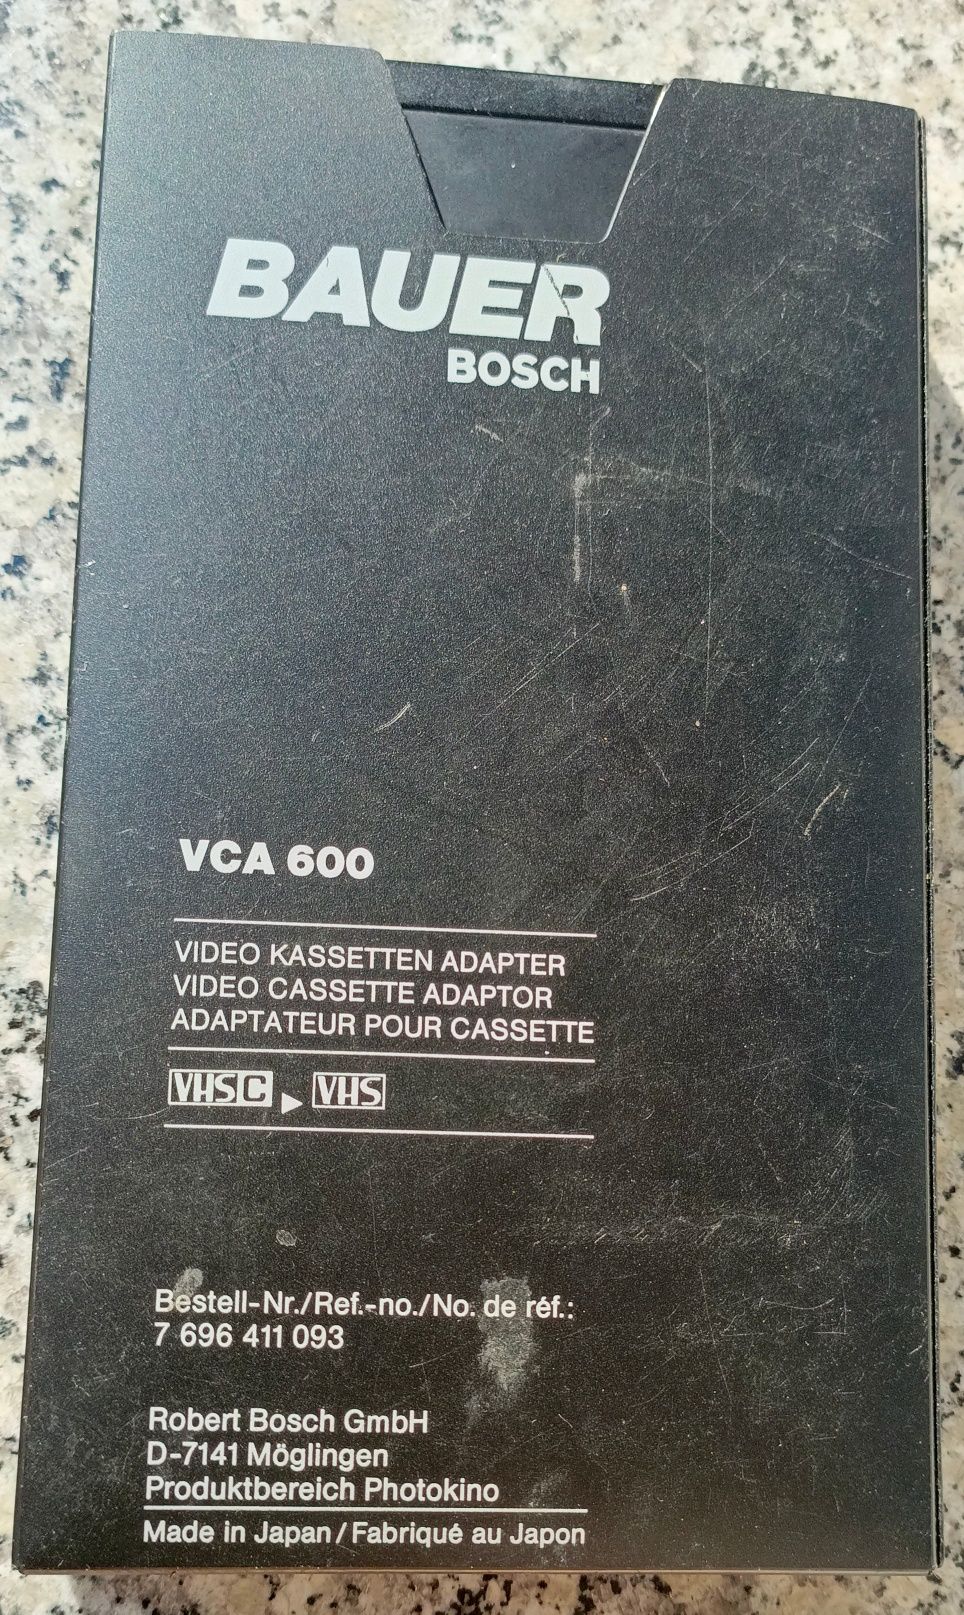 BAUER
BOSCH
VCA 600
VIDEO KASSETTEN ADAPTER
VIDEO CASSETTE ADAPTOR
ADAPTATEUR POUR CASSETTE
VHS C ▶ VHS
Bestell-Nr./Ref.-no./No. de réf.:
7 696 411 093
Robert Bosch GmbH
D-7141 Möglingen
Produktbereich Photokino
Made in Japan / Fabriqué au Japon